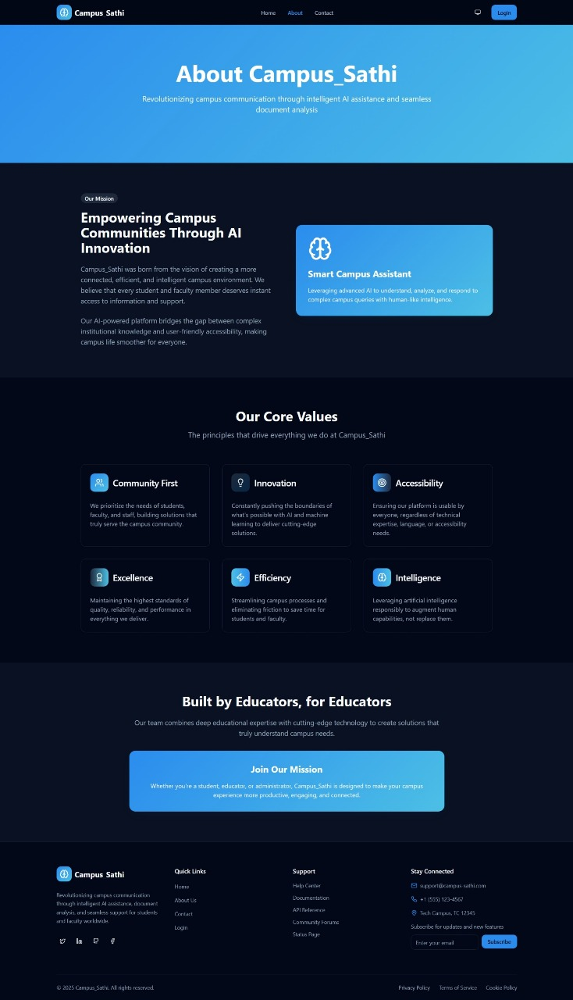 Campus_Sathi
Home
About
Contact
Login
About Campus_Sathi
Revolutionizing campus communication through intelligent AI assistance and seamless
document analysis
Our Mission
Empowering Campus
Communities Through AI
Innovation
Campus_Sathi was born from the vision of creating a more
connected, efficient, and intelligent campus environment. We
believe that every student and faculty member deserves instant
access to information and support.
Our AI-powered platform bridges the gap between complex
institutional knowledge and user-friendly accessibility, making
campus life smoother for everyone.
Smart Campus Assistant
Leveraging advanced AI to understand, analyze, and respond to
complex campus queries with human-like intelligence.
Our Core Values
The principles that drive everything we do at Campus_Sathi
Community First
We prioritize the needs of students,
faculty, and staff, building solutions that
truly serve the campus community.
Innovation
Constantly pushing the boundaries of
what's possible with AI and machine
learning to deliver cutting-edge
solutions.
Accessibility
Ensuring our platform is usable by
everyone, regardless of technical
expertise, language, or accessibility
needs.
Excellence
Maintaining the highest standards of
quality, reliability, and performance in
everything we deliver.
Efficiency
Streamlining campus processes and
eliminating friction to save time for
students and faculty.
Intelligence
Leveraging artificial intelligence
responsibly to augment human
capabilities, not replace them.
Built by Educators, for Educators
Our team combines deep educational expertise with cutting-edge technology to create solutions that
truly understand campus needs.
Join Our Mission
Whether you're a student, educator, or administrator, Campus_Sathi is designed to make your campus
experience more productive, engaging, and connected.
Campus_Sathi
Revolutionizing campus communication
through intelligent AI assistance, document
analysis, and seamless support for students
and faculty worldwide.
Quick Links
Home
About Us
Contact
Login
Support
Help Center
Documentation
API Reference
Community Forums
Status Page
Stay Connected
support@campus-sathi.com
+1 (555) 123-4567
Tech Campus, TC 12345
Subscribe for updates and new features
Enter your email
Subscribe
© 2025 Campus_Sathi. All rights reserved.
Privacy Policy
Terms of Service
Cookie Policy